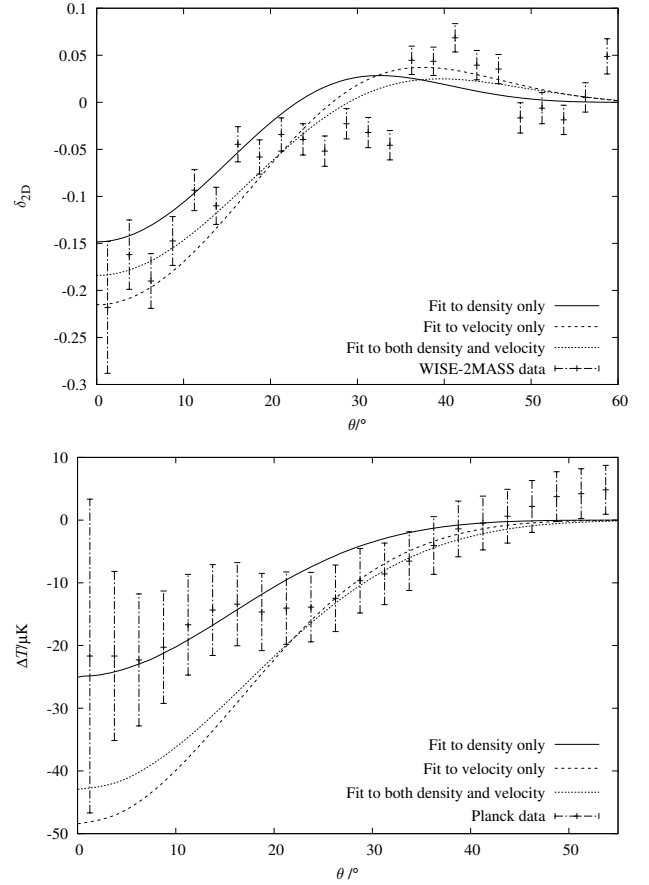 0.1
0.05
0
-0.05
-0.1
-0.15
-0.2
-0.25
-0.3
δ2D
Fit to density only
Fit to velocity only
Fit to both density and velocity
WISE-2MASS data
0 10 20 30 40 50 60
θ/°
10
0
-10
-20
-30
-40
-50
ΔT/μK
Fit to density only
Fit to velocity only
Fit to both density and velocity
Planck data
0 10 20 30 40 50
θ /°